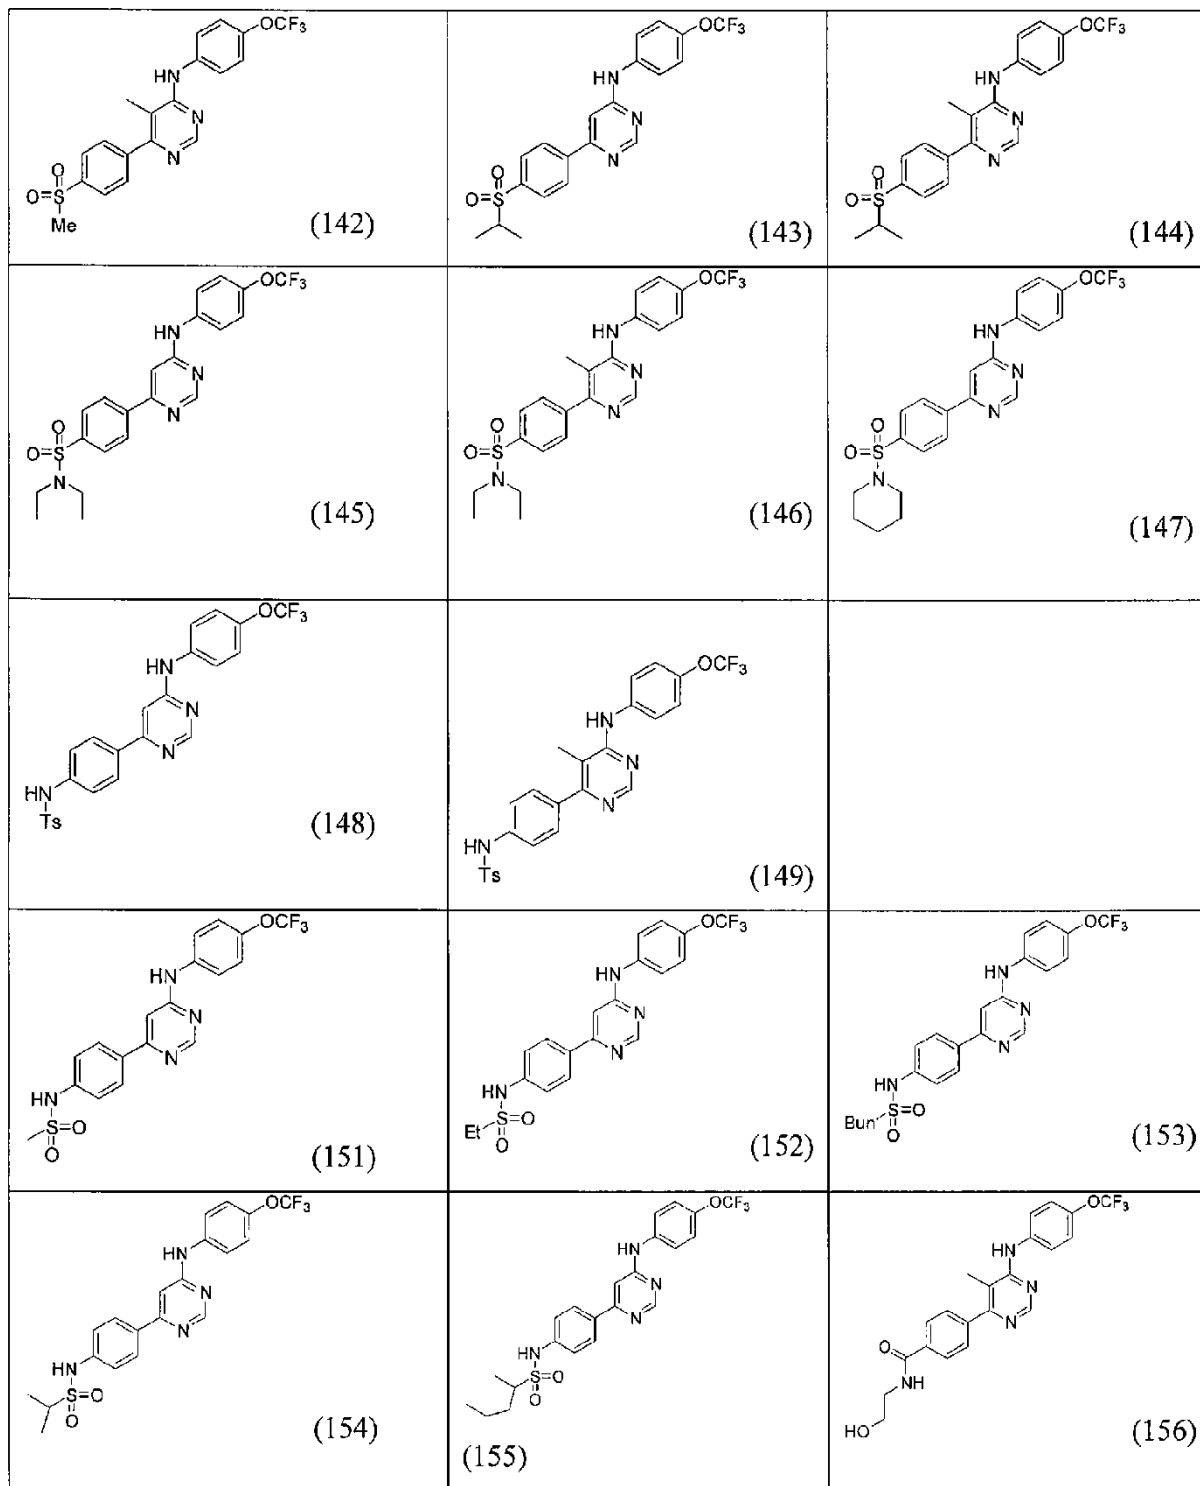 OCF3
HN
N
N
O
O=S
Me
(142)
OCF3
HN
N
N
O
O=S
(143)
OCF3
HN
N
N
O
O=S
(144)
OCF3
HN
N
N
O
O=S
N
(145)
OCF3
HN
N
N
O
O=S
N
(146)
OCF3
HN
N
N
O
O=S
N
(147)
OCF3
HN
N
N
HN
Ts
(148)
OCF3
HN
N
N
HN
Ts
(149)
OCF3
HN
N
N
HN
S=O
O
(151)
OCF3
HN
N
N
HN
Et S=O
O
(152)
OCF3
HN
N
N
HN
Bun S=O
O
(153)
OCF3
HN
N
N
HN
S=O
O
(154)
OCF3
HN
N
N
HN
S=O
O
(155)
OCF3
HN
N
N
O
NH
HO
(156)